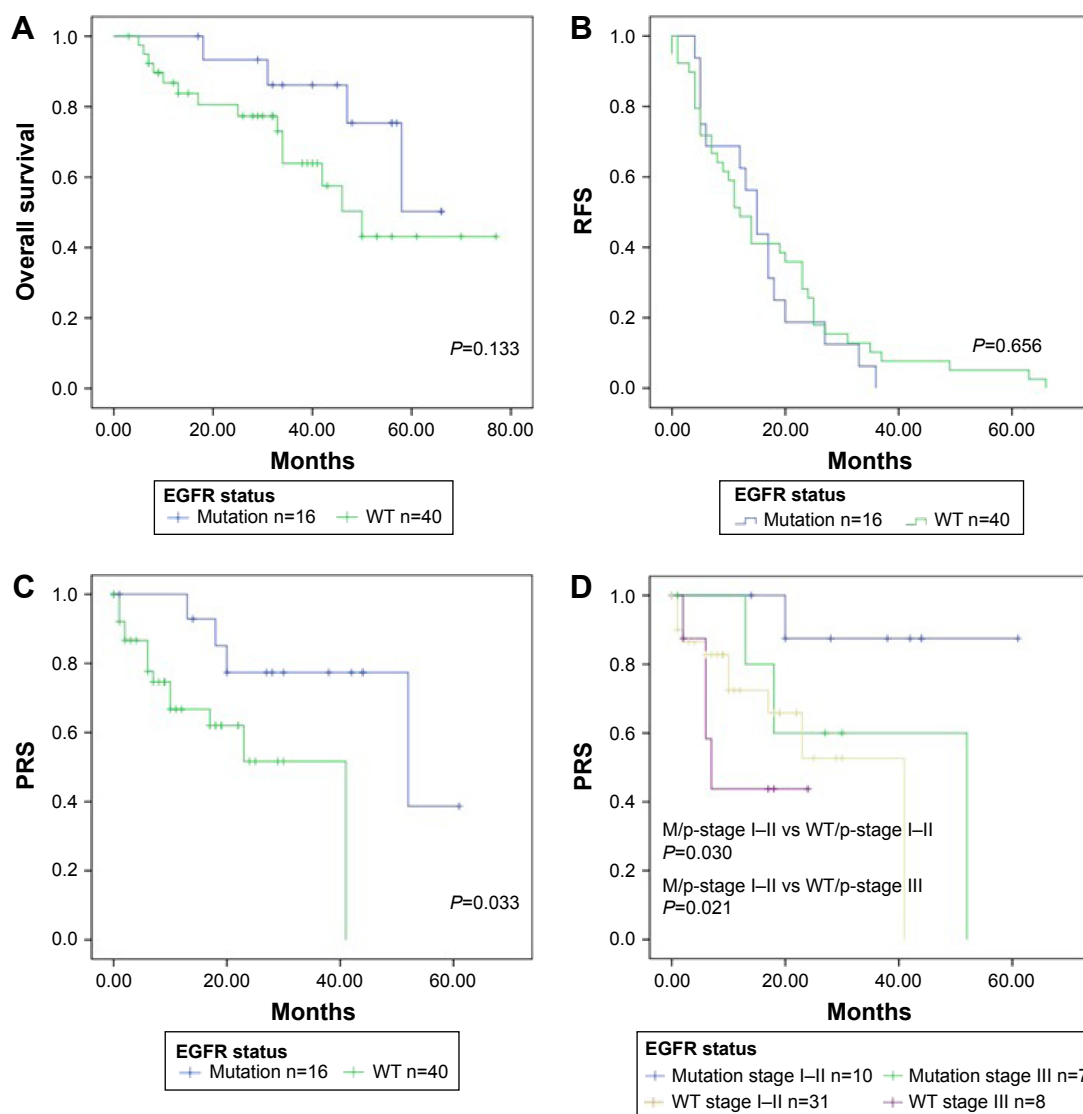 A
1.0
0.8
0.6
0.4
0.2
0.0
Overall survival
P=0.133
0.00 20.00 40.00 60.00 80.00
Months
EGFR status
Mutation n=16 WT n=40
B
1.0
0.8
0.6
0.4
0.2
0.0
RFS
P=0.656
0.00 20.00 40.00 60.00
Months
EGFR status
Mutation n=16 WT n=40
C
1.0
0.8
0.6
0.4
0.2
0.0
PRS
P=0.033
0.00 20.00 40.00 60.00
Months
EGFR status
Mutation n=16 WT n=40
D
1.0
0.8
0.6
0.4
0.2
0.0
PRS
M/p-stage I–II vs WT/p-stage I–II
P=0.030
M/p-stage I–II vs WT/p-stage III
P=0.021
0.00 20.00 40.00 60.00
Months
EGFR status
Mutation stage I–II n=10 Mutation stage III n=7
WT stage I–II n=31 WT stage III n=8